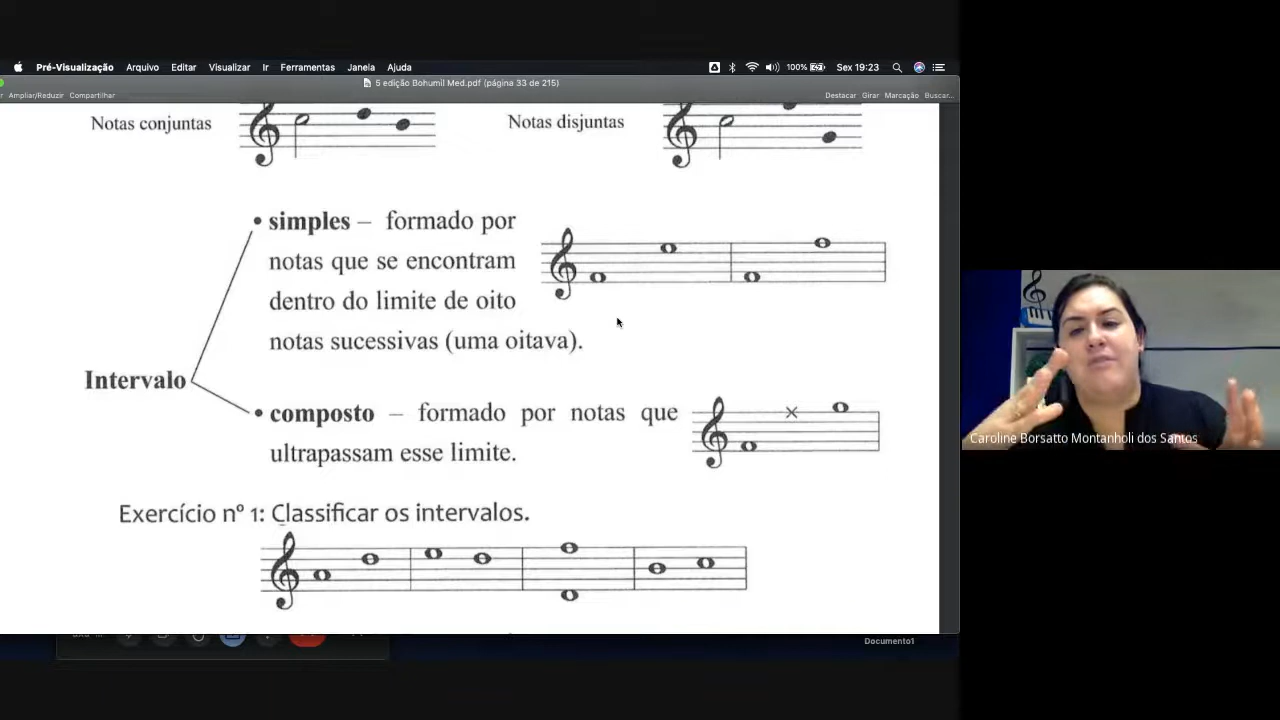 Pré-Visualização Arquivo Editar Visualizar Ir Ferramentas Janela Ajuda 100% Sex 19:23
5 edição Bohumil Med.pdf (página 33 de 215)
Ampliar/Reduzir Compartilhar Destacar Girar Marcação Buscar...
Notas conjuntas Notas disjuntas
• simples – formado por
notas que se encontram
dentro do limite de oito
notas sucessivas (uma oitava).
Intervalo
• composto – formado por notas que
ultrapassam esse limite.
Exercício nº 1: Classificar os intervalos.
Caroline Borsatto Montanholi dos Santos
Documento1